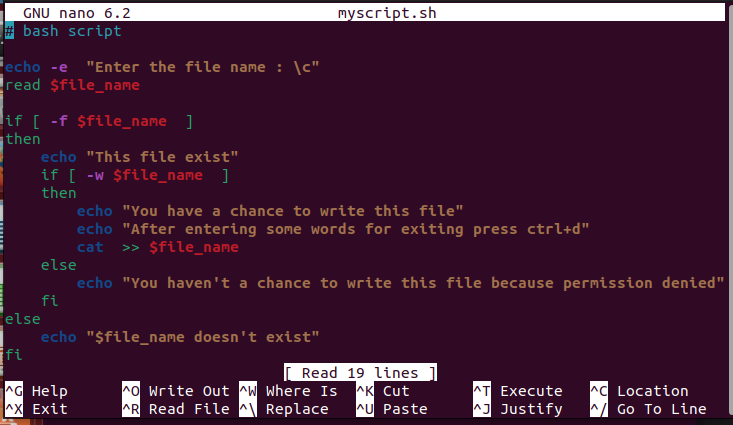 GNU nano 6.2 myscript.sh
# bash script
echo -e  "Enter the file name : \c"
read $file_name
if [ -f $file_name  ]
then
    echo "This file exist"
    if [ -w $file_name  ]
    then
        echo "You have a chance to write this file"
        echo "After entering some words for exiting press ctrl+d"
        cat  >> $file_name
    else
        echo "You haven't a chance to write this file because permission denied"
    fi
else
    echo "$file_name doesn't exist"
fi
[ Read 19 lines ]
^G Help ^O Write Out ^W Where Is ^K Cut ^T Execute ^C Location
^X Exit ^R Read File ^\ Replace ^U Paste ^J Justify ^/ Go To Line